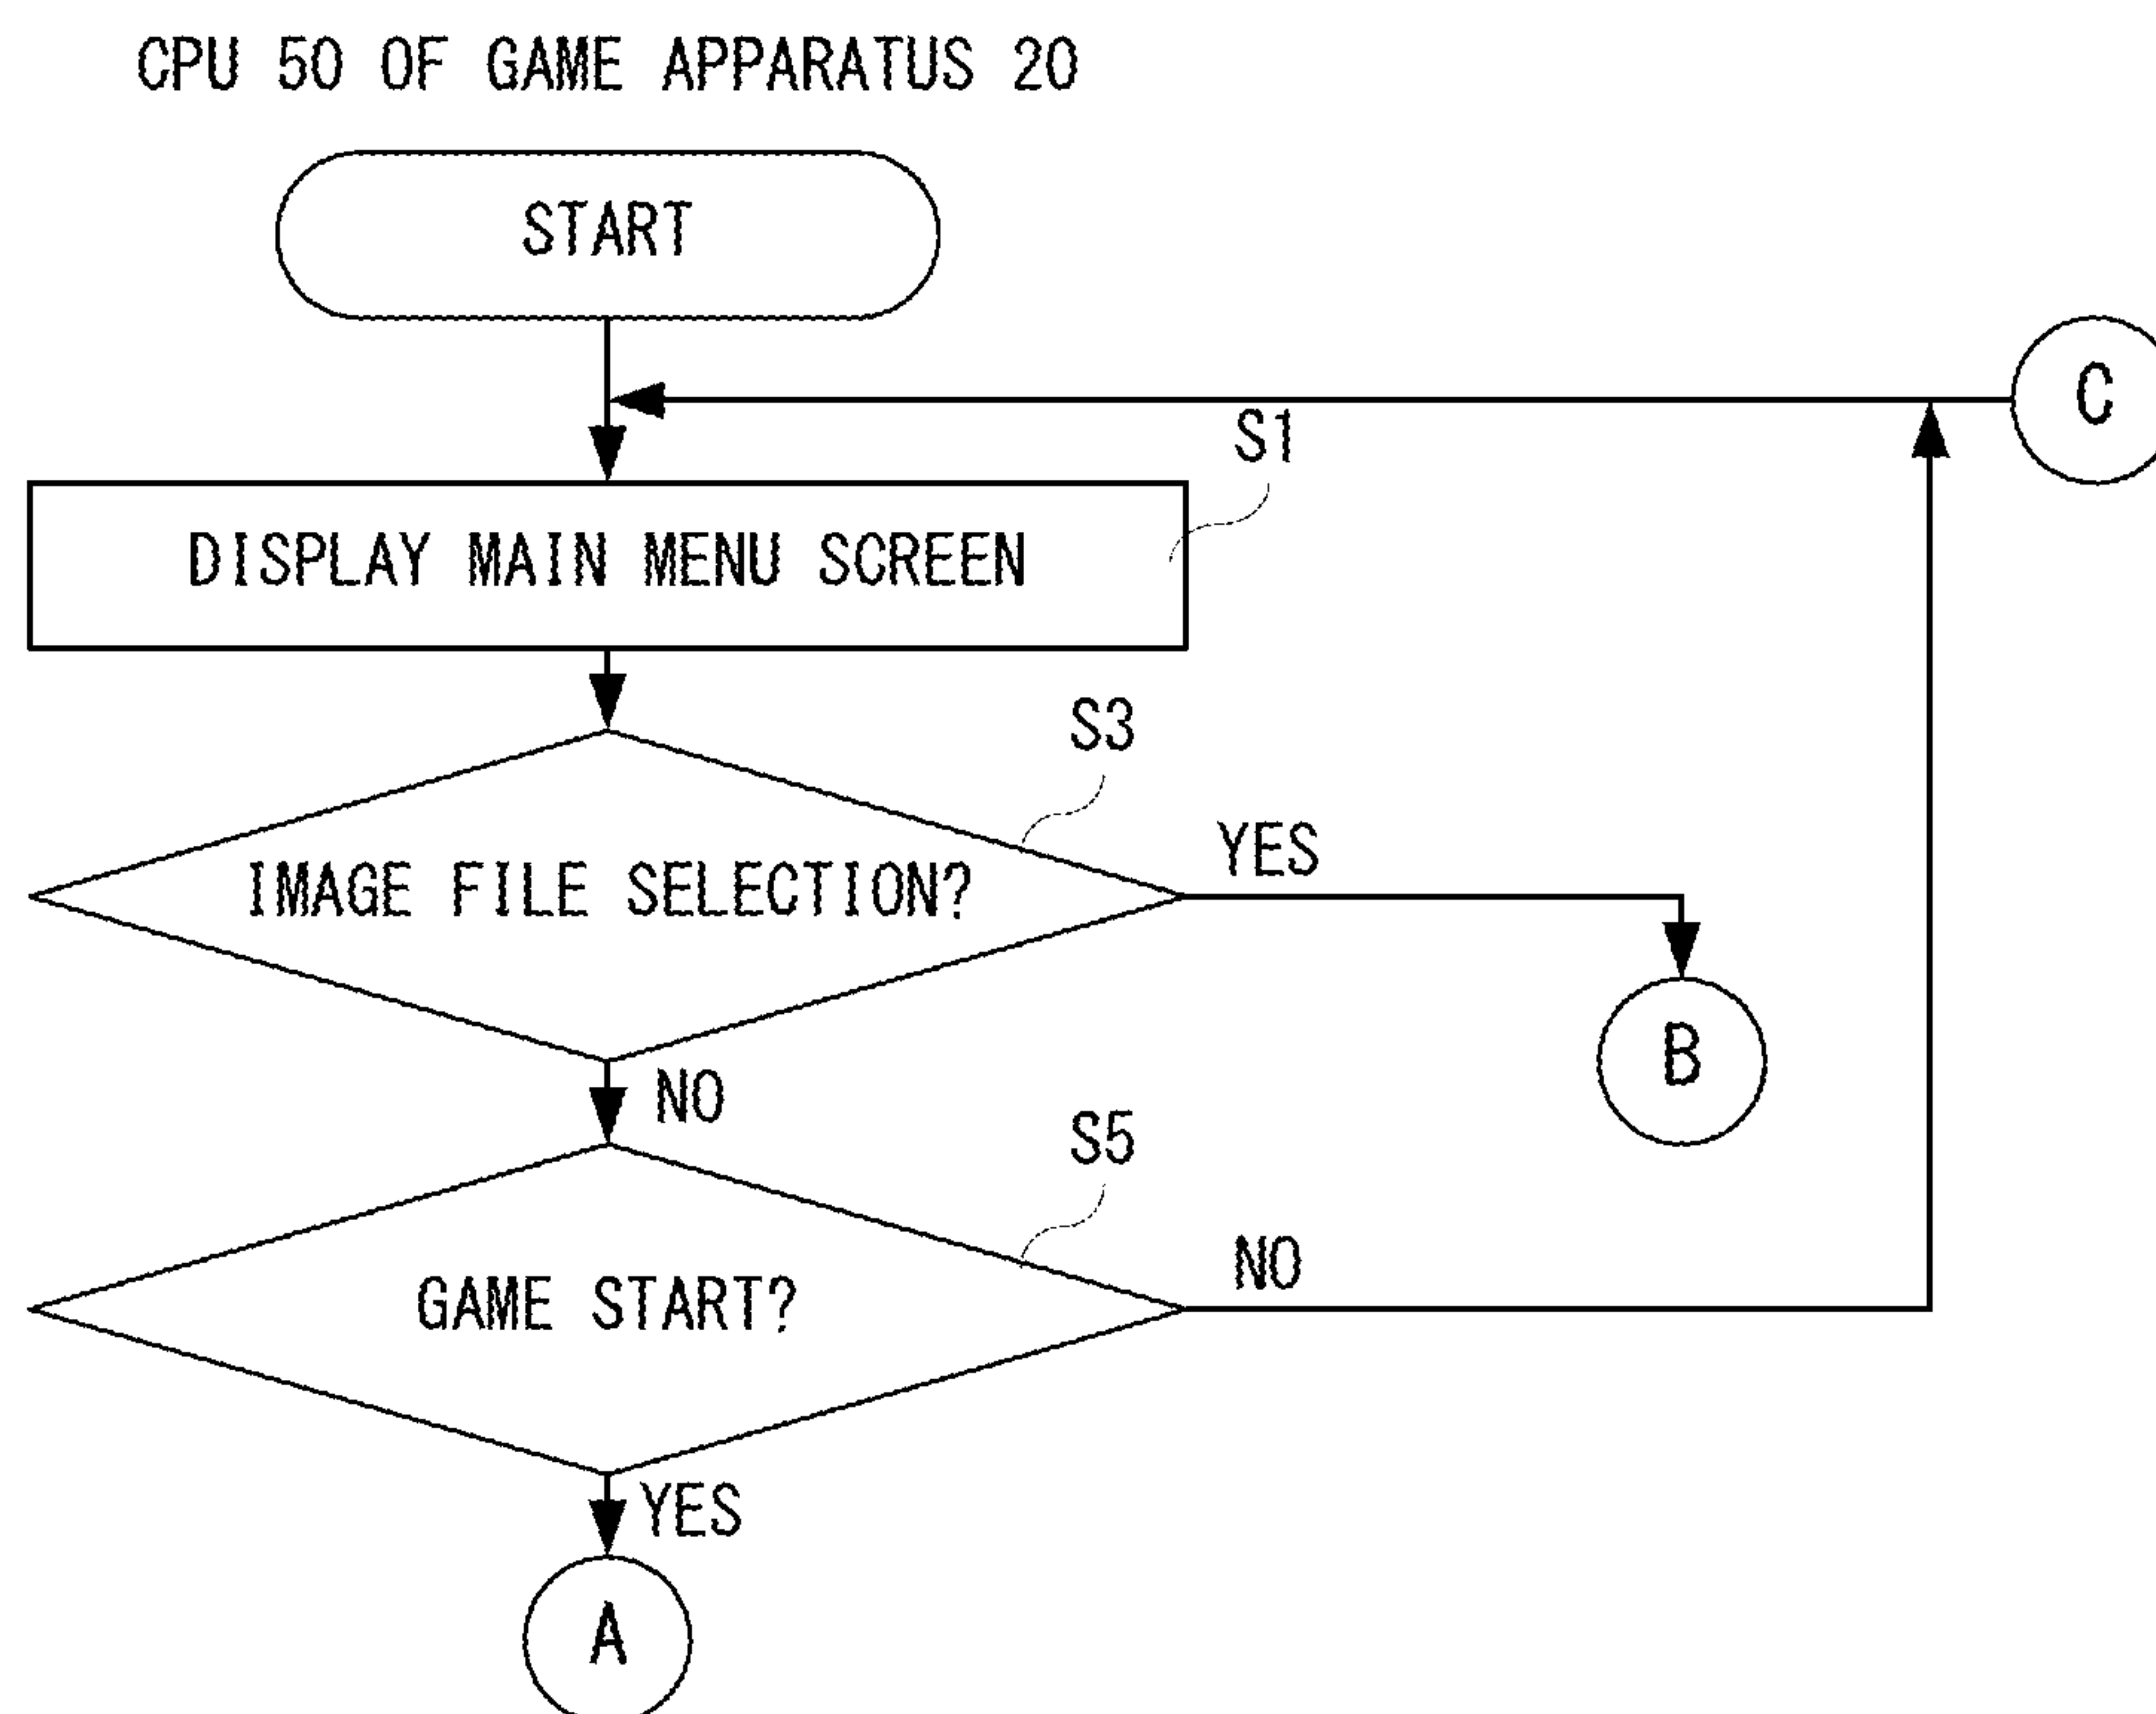 CPU 50 OF GAME APPARATUS 20
START
C
S1
DISPLAY MAIN MENU SCREEN
S3
YES
IMAGE FILE SELECTION?
B
NO
S5
NO
GAME START?
YES
A